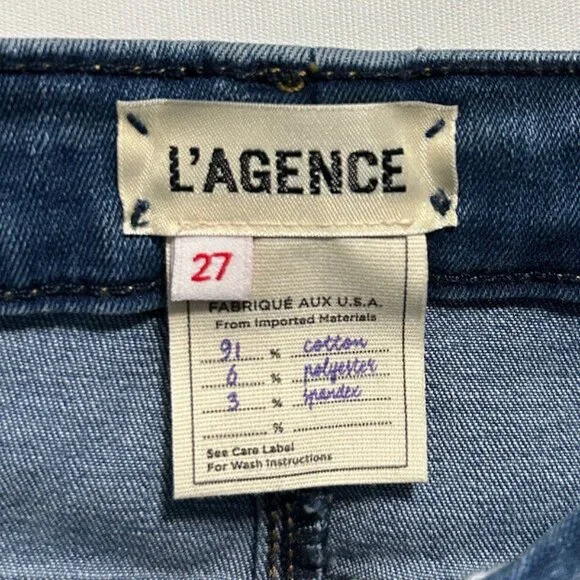 L'AGENCE
27
FABRIQUÉ AUX U.S.A.
From Imported Materials
91 % cotton
6 % polyester
3 % spandex
%
See Care Label
For Wash Instructions